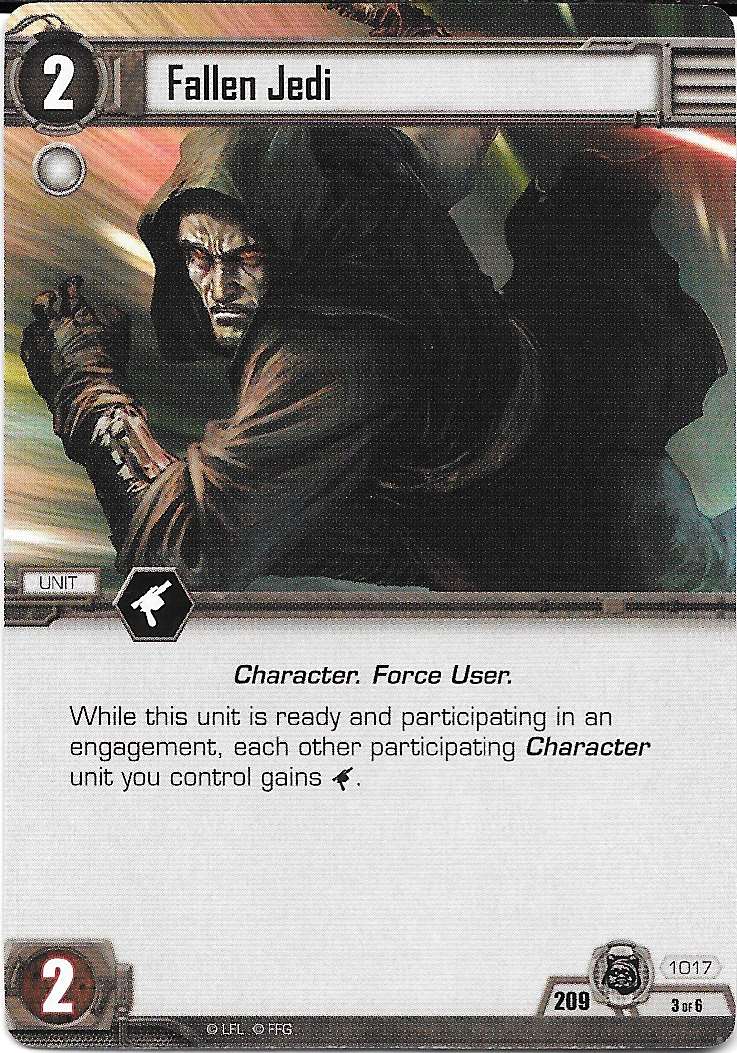 2
Fallen Jedi
UNIT
Character. Force User.
While this unit is ready and participating in an
engagement, each other participating Character
unit you control gains .
2
209
1017
3 OF 6
© LFL © FFG